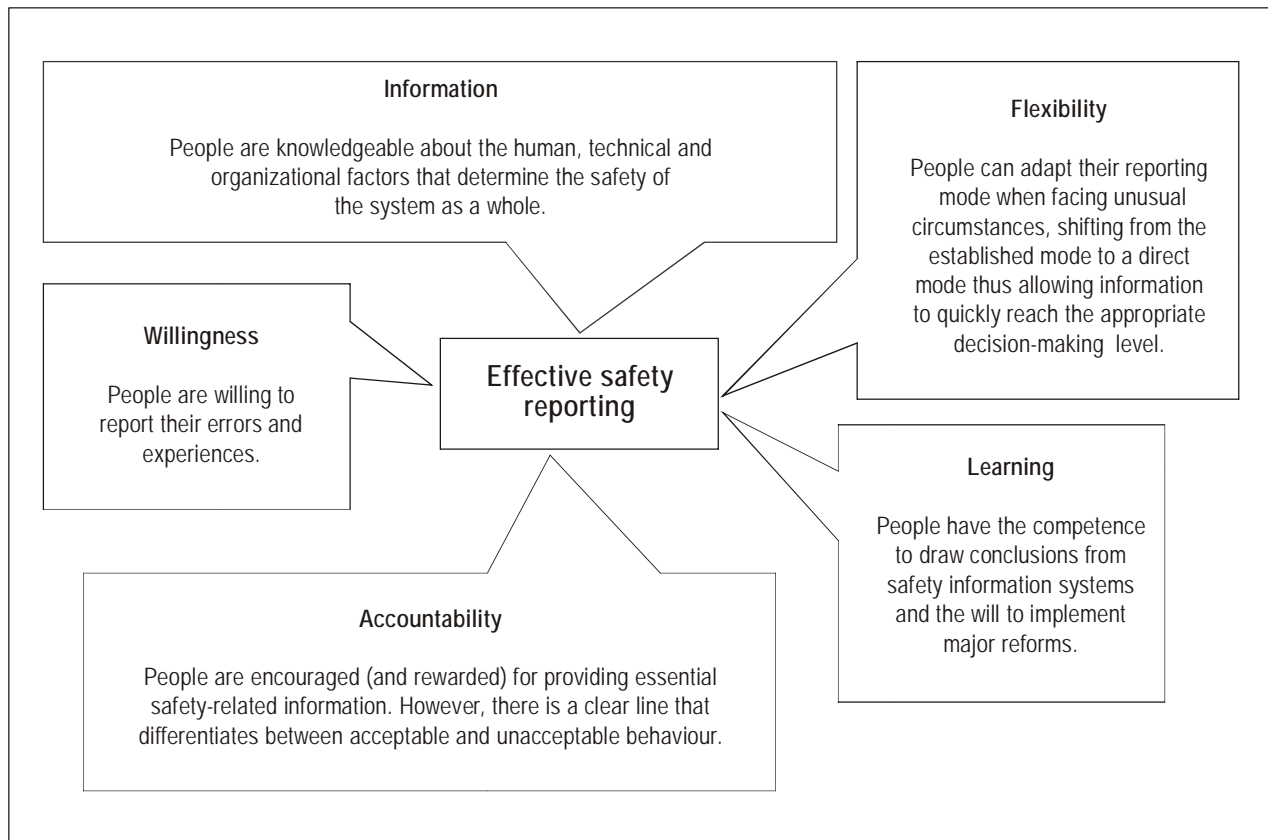 Information
People are knowledgeable about the human, technical and
organizational factors that determine the safety of
the system as a whole.
Flexibility
People can adapt their reporting
mode when facing unusual
circumstances, shifting from the
established mode to a direct
mode thus allowing information
to quickly reach the appropriate
decision-making level.
Willingness
People are willing to
report their errors and
experiences.
Effective safety
reporting
Learning
People have the competence
to draw conclusions from
safety information systems
and the will to implement
major reforms.
Accountability
People are encouraged (and rewarded) for providing essential
safety-related information. However, there is a clear line that
differentiates between acceptable and unacceptable behaviour.